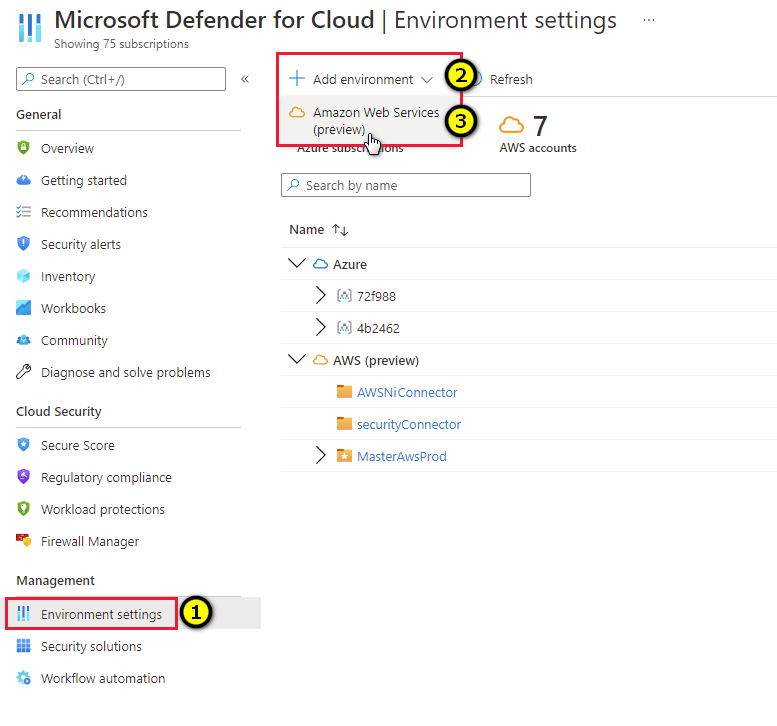 Microsoft Defender for Cloud | Environment settings ...
Showing 75 subscriptions
Search (Ctrl+/)
«
General
Overview
Getting started
Recommendations
Security alerts
Inventory
Workbooks
Community
Diagnose and solve problems
Cloud Security
Secure Score
Regulatory compliance
Workload protections
Firewall Manager
Management
Environment settings
1
Security solutions
Workflow automation
Add environment
2
Refresh
Amazon Web Services
(preview)
3
Azure subscriptions
7
AWS accounts
Search by name
Name
Azure
72f988
4b2462
AWS (preview)
AWSNiConnector
securityConnector
MasterAwsProd